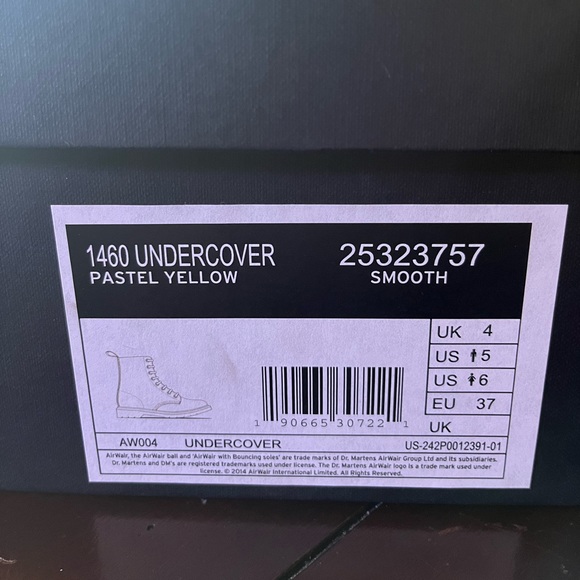 1460 UNDERCOVER 25323757
PASTEL YELLOW SMOOTH
UK 4
US 5
US 6
EU 37
UK
1 90665 30722 1
AW004 UNDERCOVER US-242P0012391-01
AirWair, the AirWair ball and 'AirWair with Bouncing soles' are trade marks of Dr. Martens AirWair Group Ltd and its subsidiaries.
Dr. Martens and DM's are registered trademarks used under license. The Dr. Martens AirWair logo is a trade mark used under
license. © 2014 AirWair International Limited. All Rights Reserved.